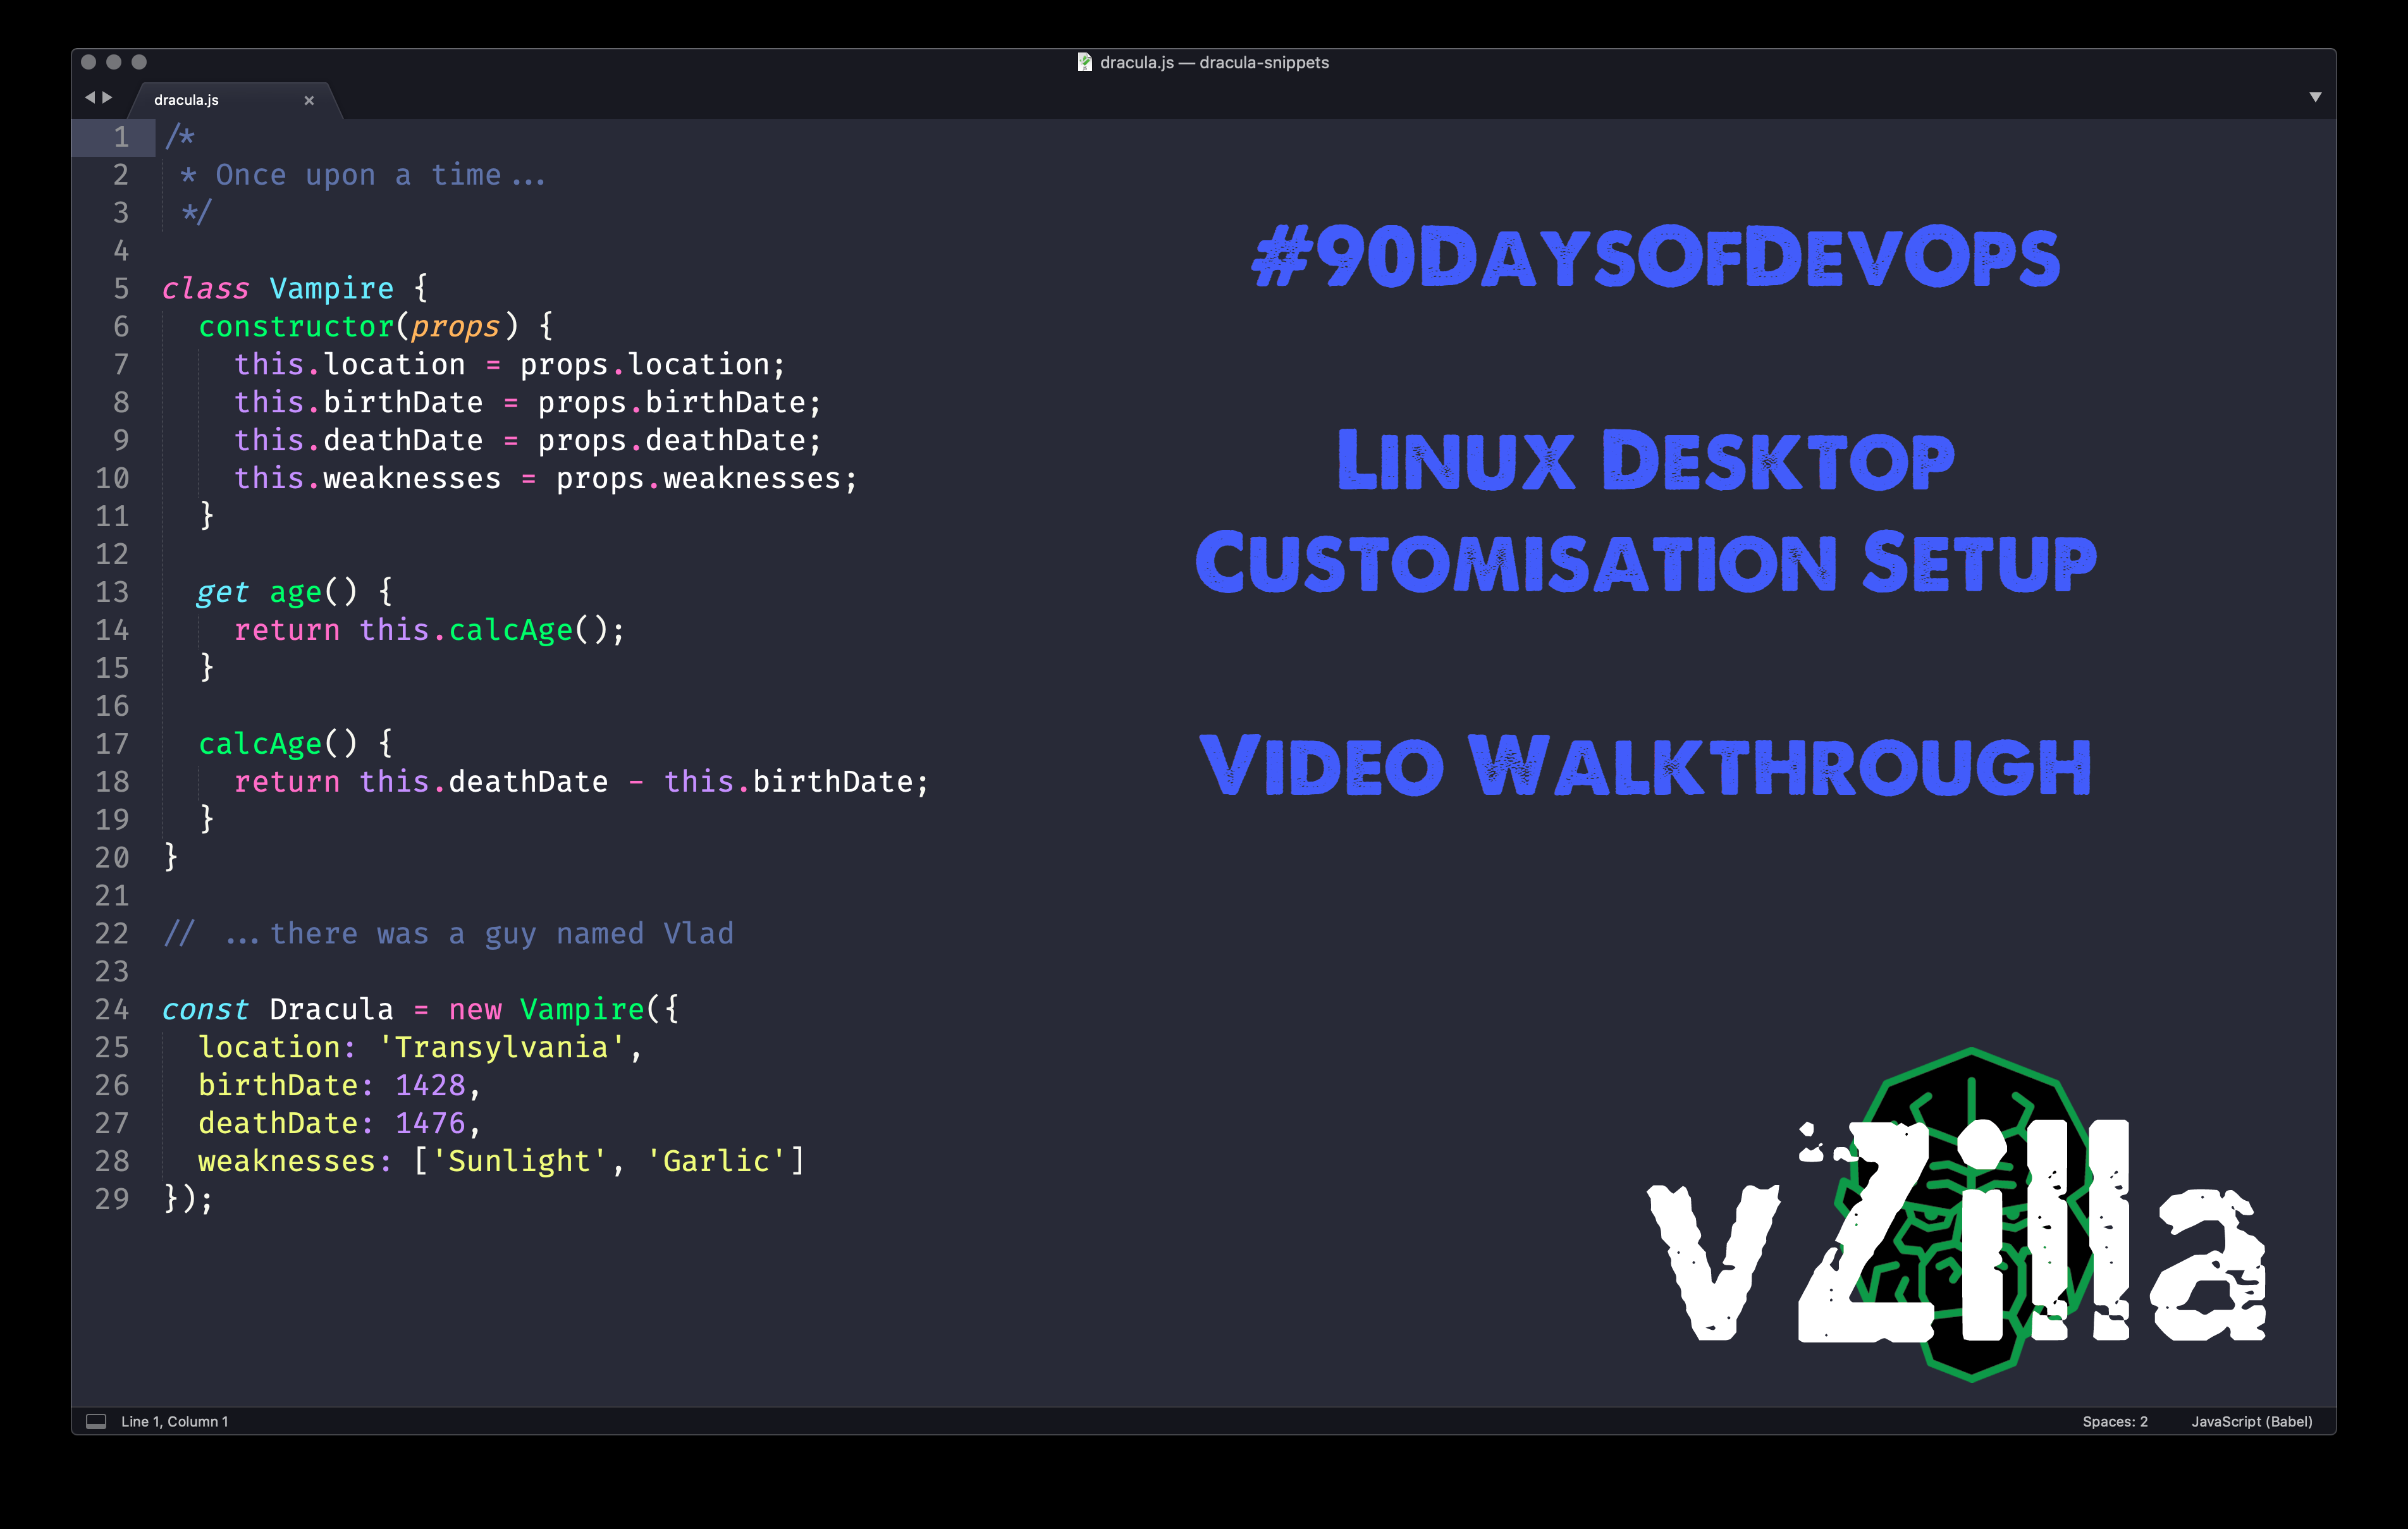 dracula.js — dracula-snippets
dracula.js
1 /*
2  * Once upon a time...
3  */
4
5 class Vampire {
6   constructor(props) {
7     this.location = props.location;
8     this.birthDate = props.birthDate;
9     this.deathDate = props.deathDate;
10     this.weaknesses = props.weaknesses;
11   }
12
13   get age() {
14     return this.calcAge();
15   }
16
17   calcAge() {
18     return this.deathDate - this.birthDate;
19   }
20 }
21
22 // ...there was a guy named Vlad
23
24 const Dracula = new Vampire({
25   location: 'Transylvania',
26   birthDate: 1428,
27   deathDate: 1476,
28   weaknesses: ['Sunlight', 'Garlic']
29 });
#90DaysOfDevOps
Linux Desktop
Customisation Setup
Video Walkthrough
vZilla
Line 1, Column 1
Spaces: 2
JavaScript (Babel)